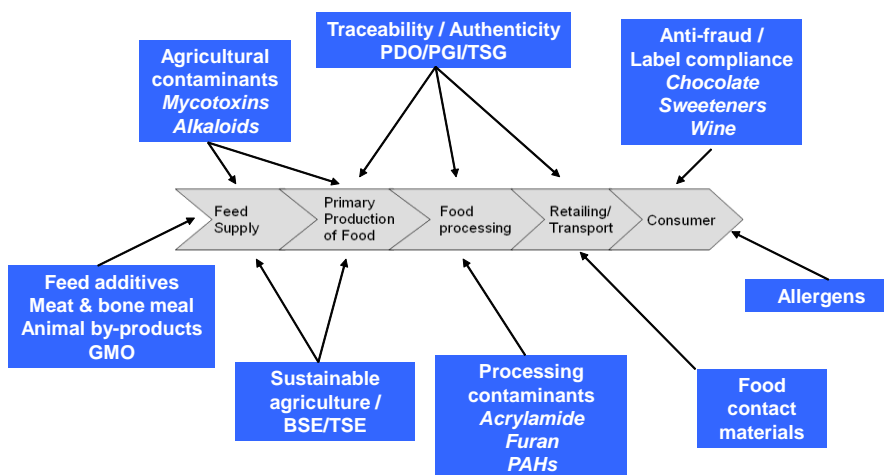 Traceability / Authenticity
PDO/PGI/TSG
Agricultural
contaminants
Mycotoxins
Alkaloids
Anti-fraud /
Label compliance
Chocolate
Sweeteners
Wine
Feed
Supply
Primary
Production
of Food
Food
processing
Retailing/
Transport
Consumer
Feed additives
Meat & bone meal
Animal by-products
GMO
Allergens
Sustainable
agriculture /
BSE/TSE
Processing
contaminants
Acrylamide
Furan
PAHs
Food
contact
materials